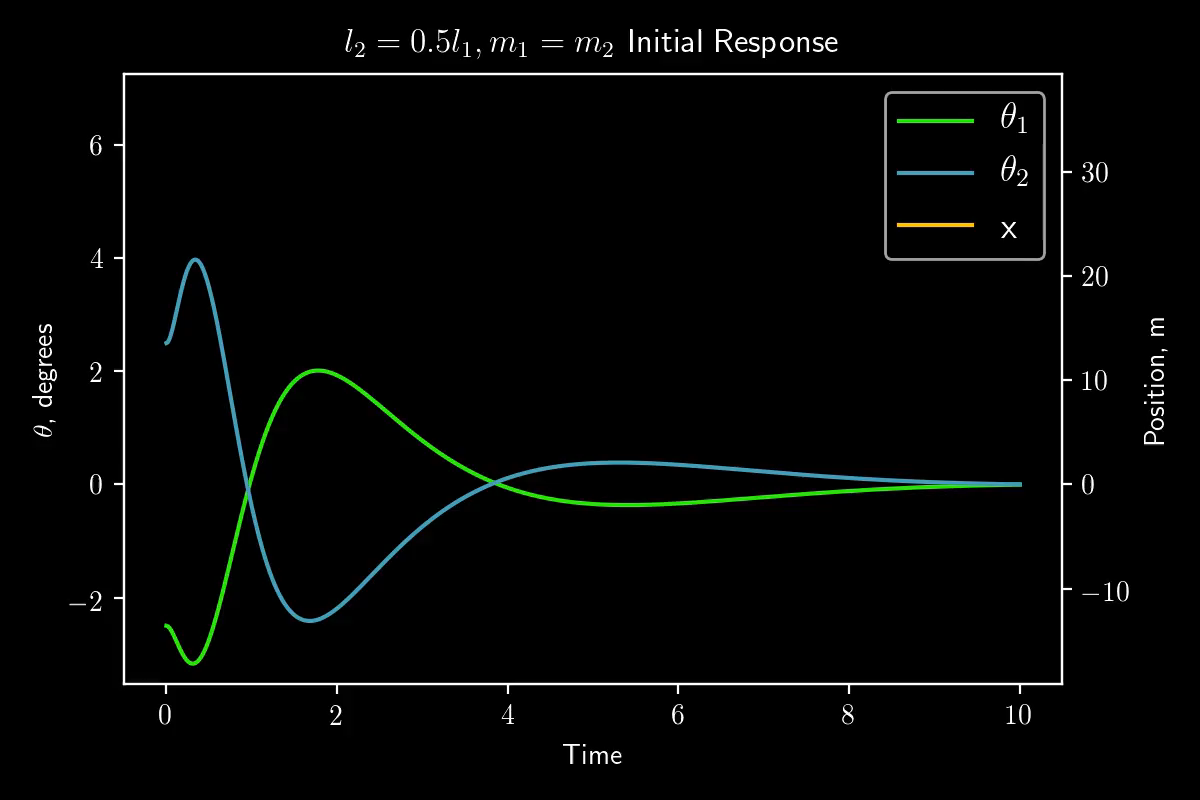 l₂ = 0.5l₁, m₁ = m₂ Initial Response
θ₁
θ₂
x
6
4
2
0
−2
θ, degrees
30
20
10
0
−10
Position, m
0
2
4
6
8
10
Time